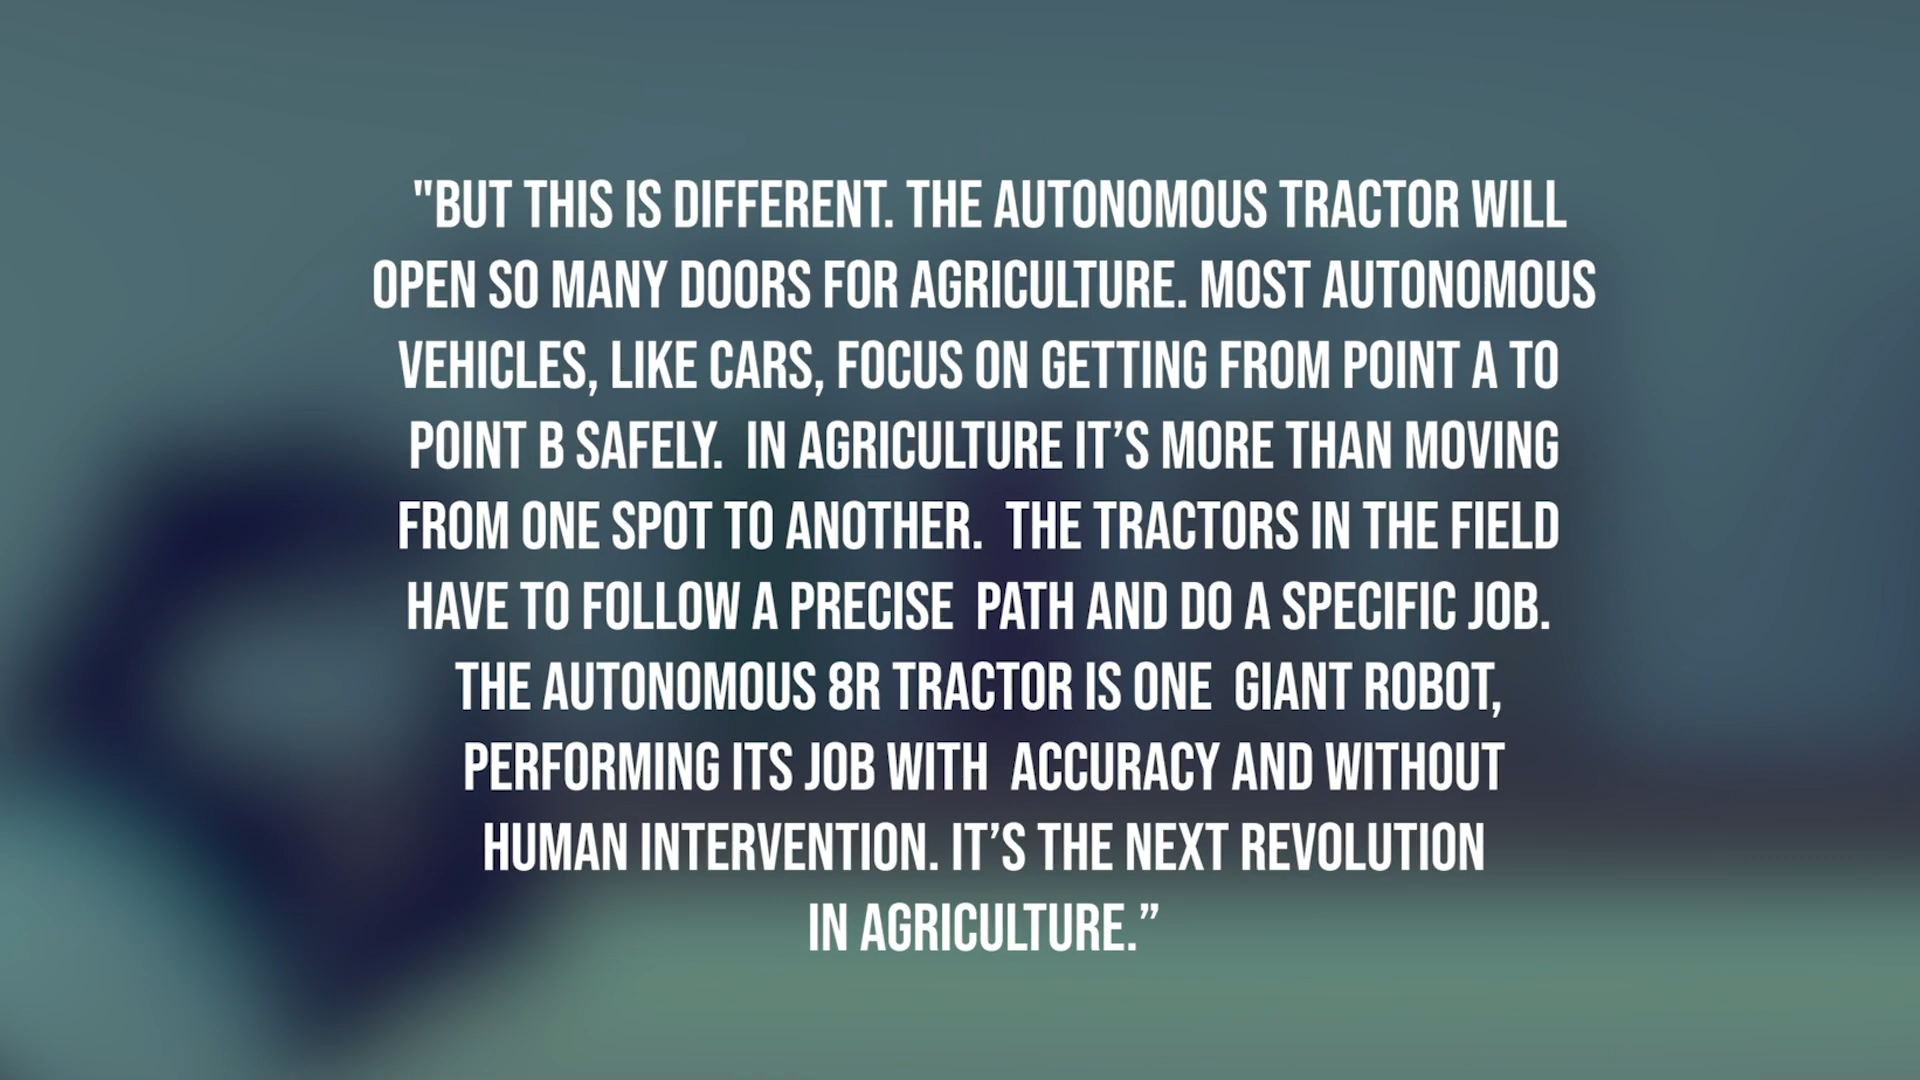 "BUT THIS IS DIFFERENT. THE AUTONOMOUS TRACTOR WILL
OPEN SO MANY DOORS FOR AGRICULTURE. MOST AUTONOMOUS
VEHICLES, LIKE CARS, FOCUS ON GETTING FROM POINT A TO
POINT B SAFELY.  IN AGRICULTURE IT’S MORE THAN MOVING
FROM ONE SPOT TO ANOTHER.  THE TRACTORS IN THE FIELD
HAVE TO FOLLOW A PRECISE  PATH AND DO A SPECIFIC JOB.
THE AUTONOMOUS 8R TRACTOR IS ONE  GIANT ROBOT,
PERFORMING ITS JOB WITH  ACCURACY AND WITHOUT
HUMAN INTERVENTION. IT’S THE NEXT REVOLUTION
IN AGRICULTURE.”